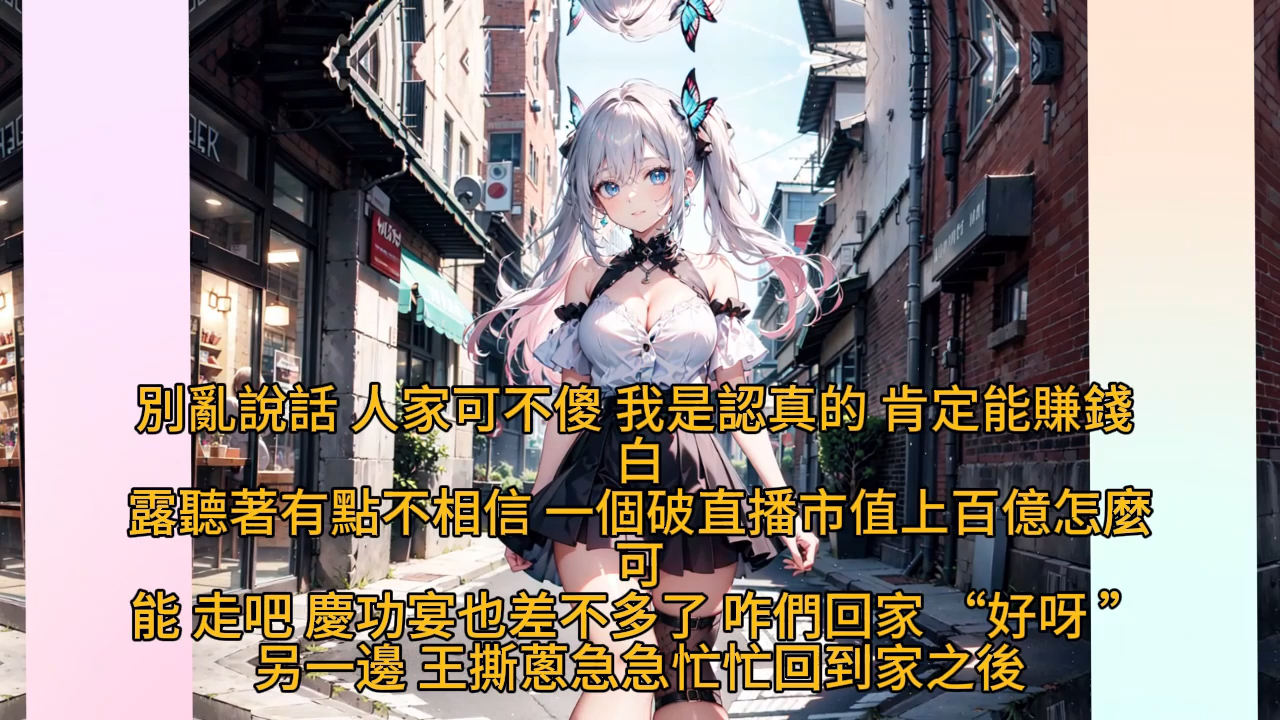 別亂說話 人家可不傻 我是認真的 肯定能賺錢
白
露聽著有點不相信 一個破直播市值上百億怎麼
可
能 走吧 慶功宴也差不多了 咋們回家 “好呀”
另一邊 王撕蔥急急忙忙回到家之後